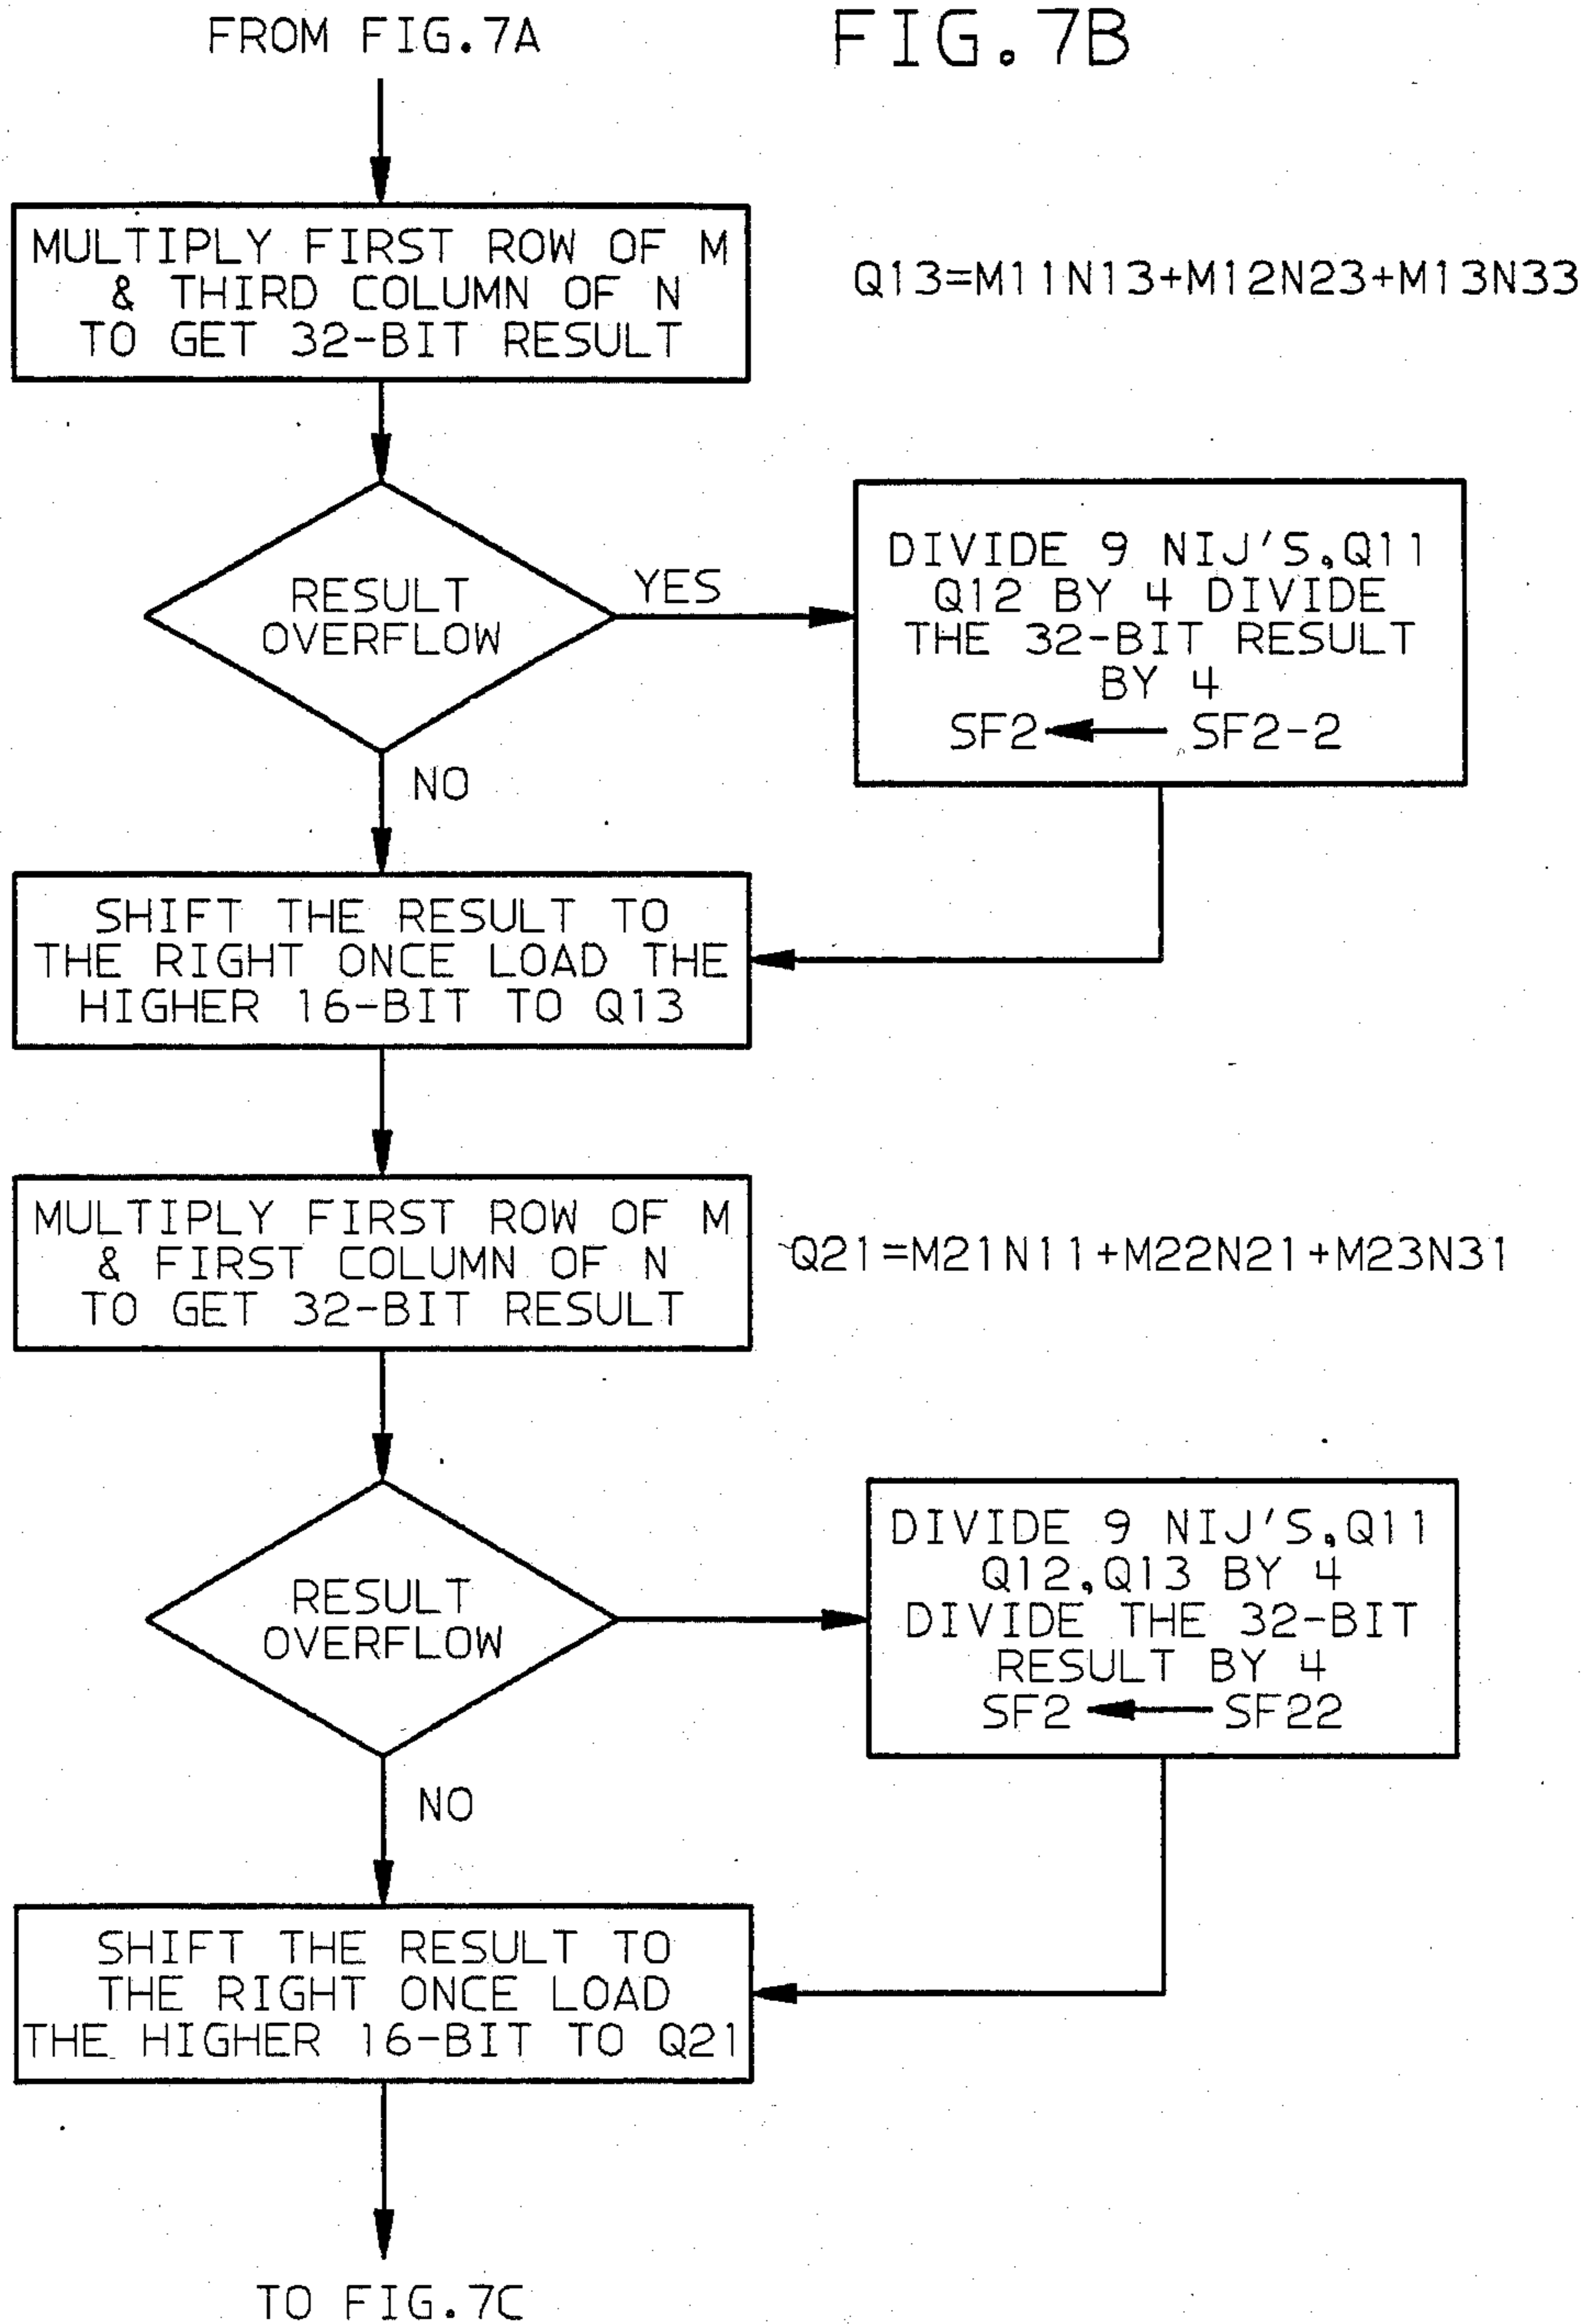 FROM FIG.7A
FIG.7B
MULTIPLY FIRST ROW OF M
& THIRD COLUMN OF N
TO GET 32-BIT RESULT
Q13=M11N13+M12N23+M13N33
RESULT
OVERFLOW
YES
DIVIDE 9 NIJ'S,Q11
Q12 BY 4 DIVIDE
THE 32-BIT RESULT
BY 4
SF2 ← SF2-2
NO
SHIFT THE RESULT TO
THE RIGHT ONCE LOAD THE
HIGHER 16-BIT TO Q13
MULTIPLY FIRST ROW OF M
& FIRST COLUMN OF N
TO GET 32-BIT RESULT
Q21=M21N11+M22N21+M23N31
RESULT
OVERFLOW
DIVIDE 9 NIJ'S,Q11
Q12,Q13 BY 4
DIVIDE THE 32-BIT
RESULT BY 4
SF2 ← SF22
NO
SHIFT THE RESULT TO
THE RIGHT ONCE LOAD
THE HIGHER 16-BIT TO Q21
TO FIG.7C